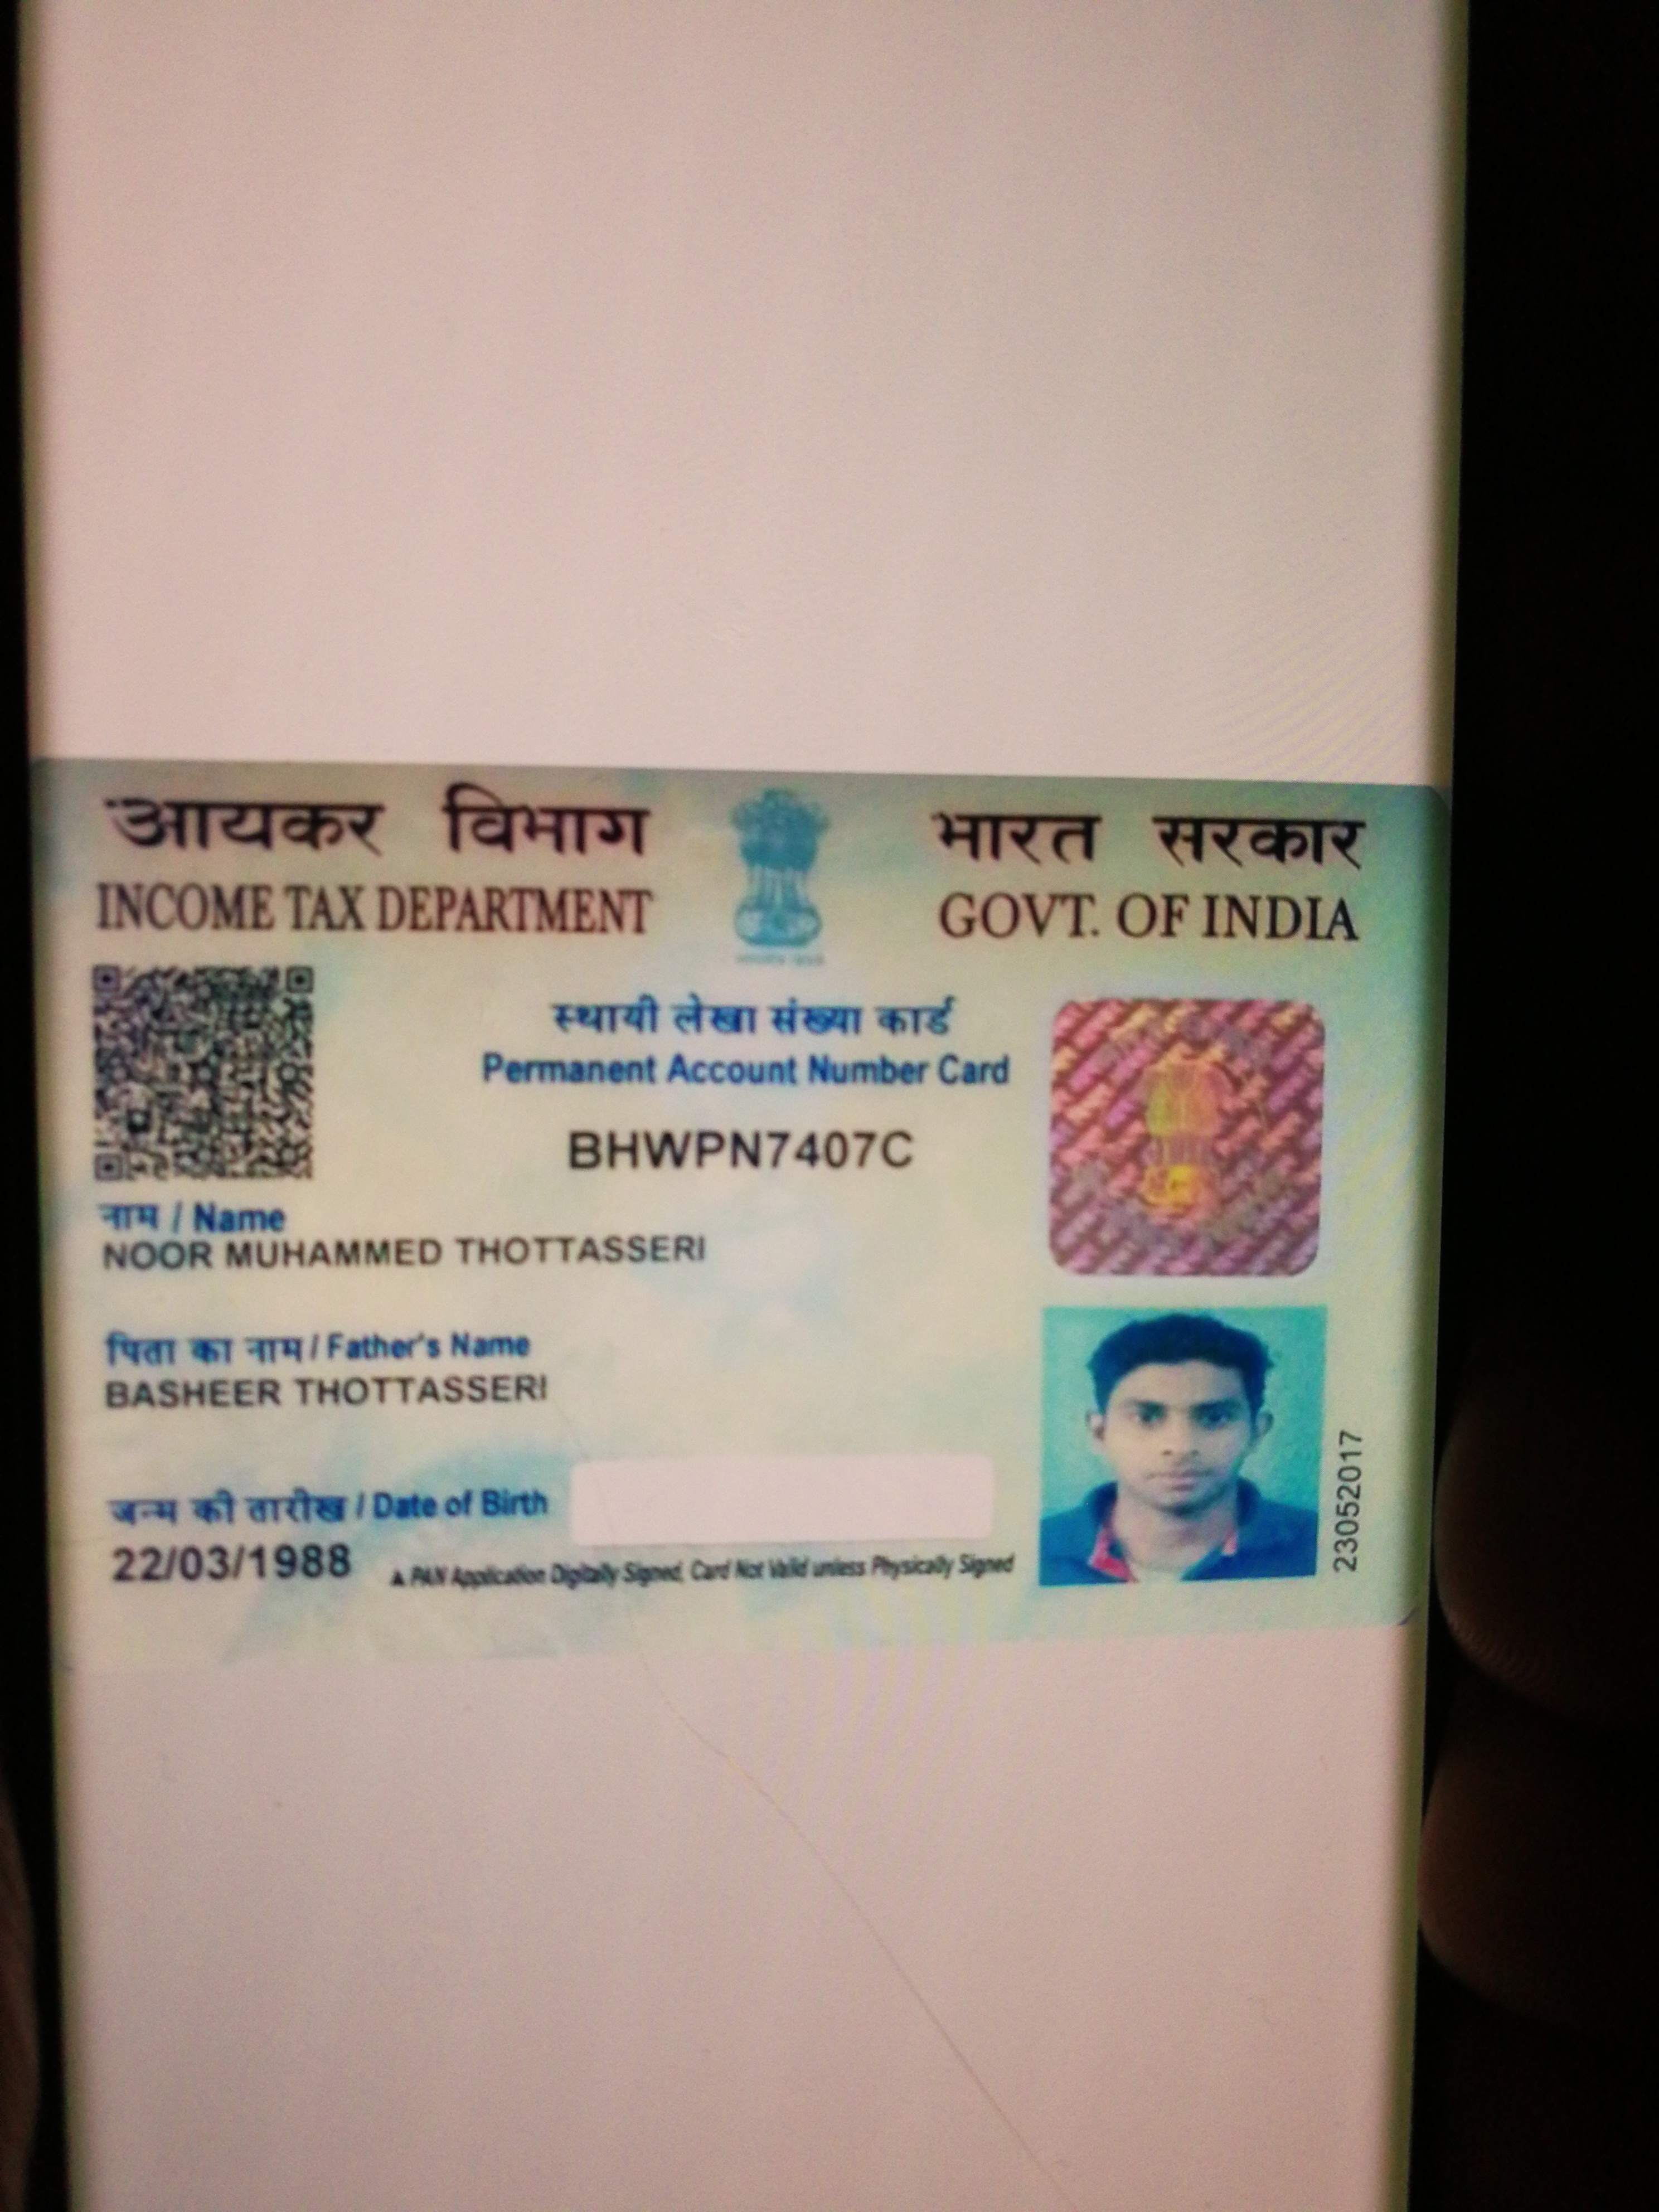 आयकर विभाग
INCOME TAX DEPARTMENT
भारत सरकार
GOVT. OF INDIA
स्थायी लेखा संख्या कार्ड
Permanent Account Number Card
BHWPN7407C
नाम / Name
NOOR MUHAMMED THOTTASSERI
पिता का नाम / Father's Name
BASHEER THOTTASSERI
जन्म की तारीख / Date of Birth
22/03/1988
▲ PAN Application Digitally Signed, Card Not Valid unless Physically Signed
23052017